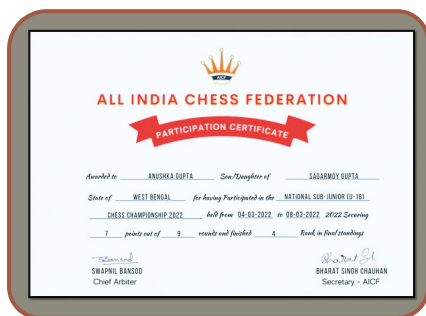 AICF
ALL INDIA CHESS FEDERATION
PARTICIPATION CERTIFICATE
Awarded to ANUSHKA GUPTA Son/Daughter of SAGARMOY GUPTA
State of WEST BENGAL for having Participated in the NATIONAL SUB-JUNIOR (U-16)
CHESS CHAMPIONSHIP 2022 held from 04-03-2022 to 08-03-2022 2022 Securing
7 points out of 9 rounds and finished 4 Rank in final standings
SWAPNIL BANSOD BHARAT SINGH CHAUHAN
Chief Arbiter Secretary - AICF